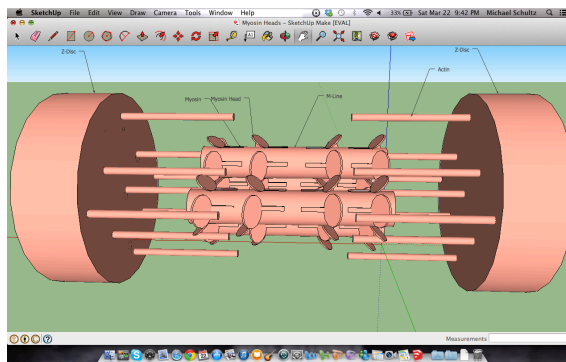 SketchUp File Edit View Draw Camera Tools Window Help 33% Sat Mar 22 9:42 PM Michael Schultz
Myosin Heads - SketchUp Make [EVAL]
Z-Disc
Z-Disc
Actin
Myosin
Myosin Head
M-Line
Measurements